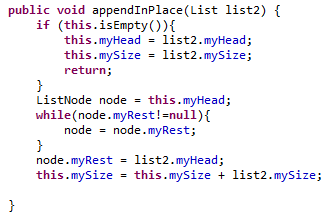 public void appendInPlace(List list2) {
    if (this.isEmpty()){
        this.myHead = list2.myHead;
        this.mySize = list2.mySize;
        return;
    }
    ListNode node = this.myHead;
    while(node.myRest!=null){
        node = node.myRest;
    }
    node.myRest = list2.myHead;
    this.mySize = this.mySize + list2.mySize;
}